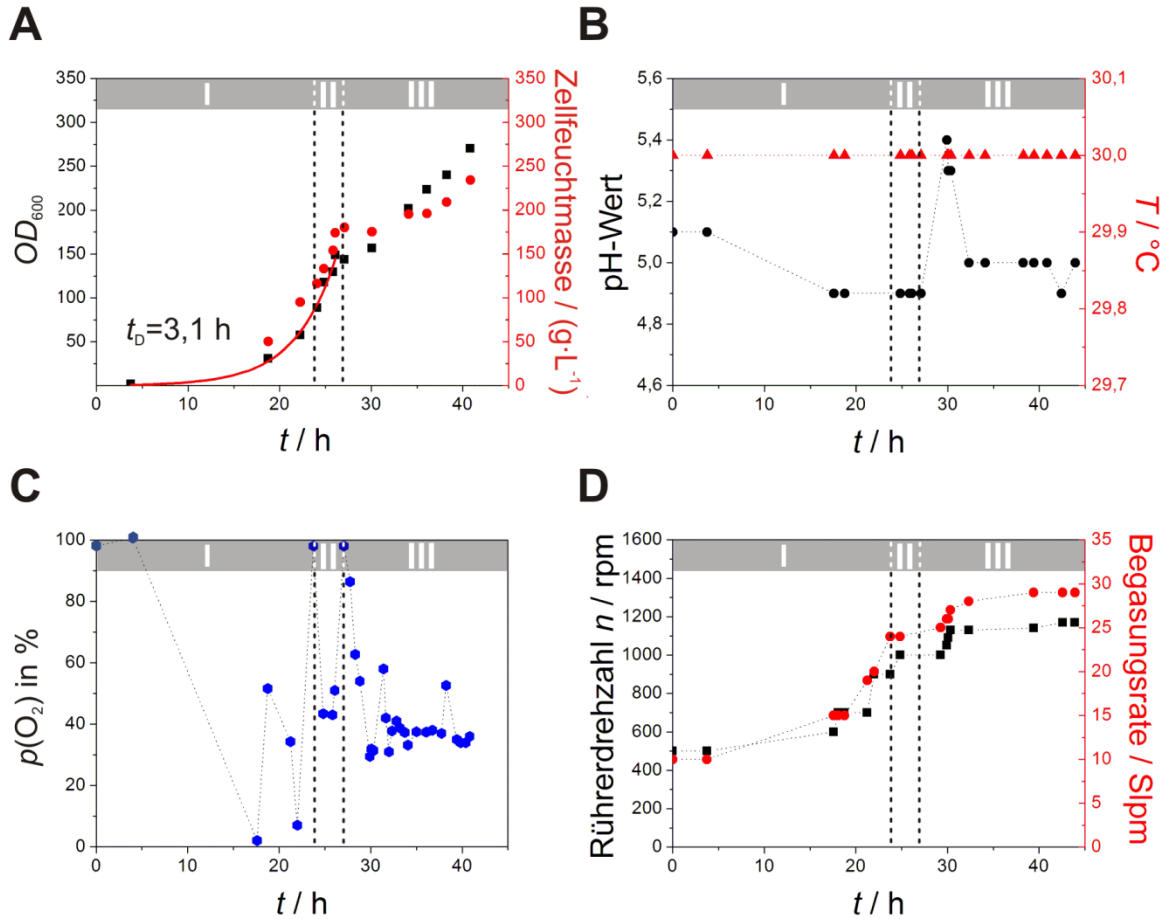 A
I
II
III
350
300
250
200
150
100
50
0
OD600
tD=3,1 h
350
300
250
200
150
100
50
0
Zellfeuchtmasse / (g·L-1)
0 10 20 30 40
t / h
B
I
II
III
5,6
5,4
5,2
5,0
4,8
4,6
pH-Wert
30,1
30,0
29,9
29,8
29,7
T / °C
0 10 20 30 40
t / h
C
I
II
III
100
80
60
40
20
0
p(O2) in %
0 10 20 30 40
t / h
D
I
II
III
1600
1400
1200
1000
800
600
400
200
0
Rührerdrehzahl n / rpm
35
30
25
20
15
10
5
0
Begasungsrate / Slpm
0 10 20 30 40
t / h